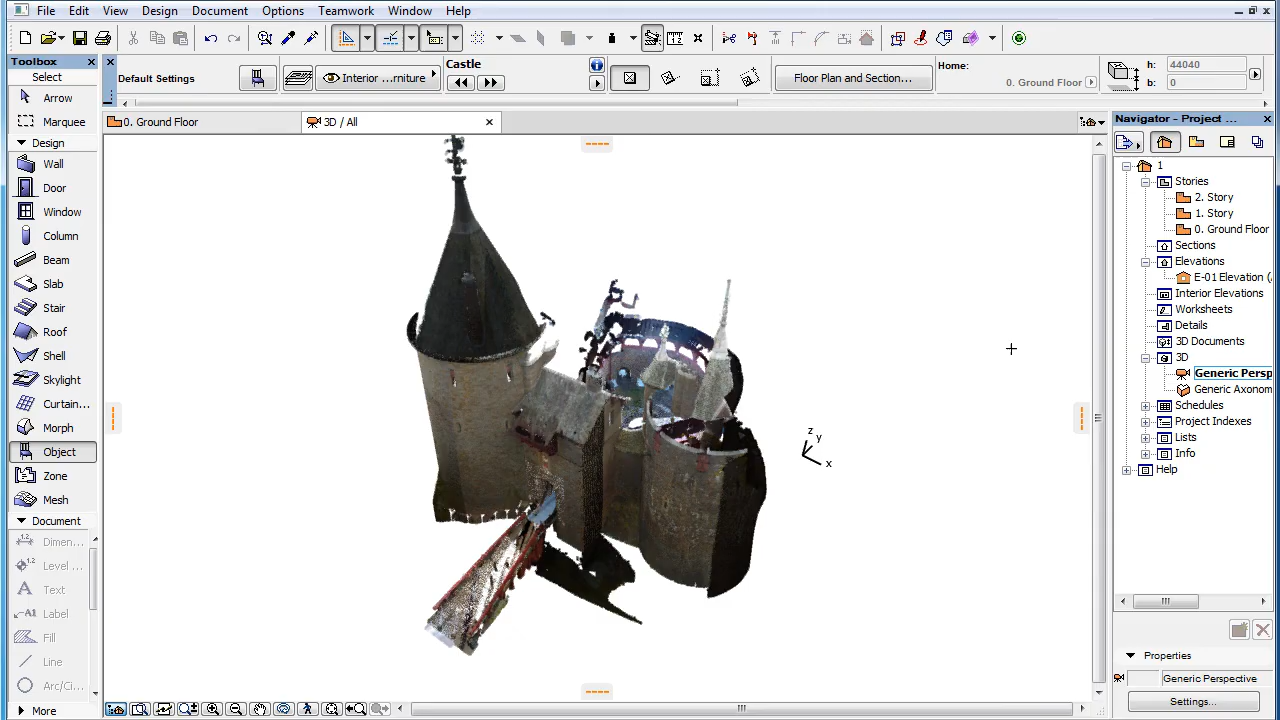 File Edit View Design Document Options Teamwork Window Help
Toolbox
Select
Default Settings
Interior ...rniture
Castle
Floor Plan and Section...
Home:
0. Ground Floor
h: 44040
b: 0
0. Ground Floor
3D / All
Navigator - Project ...
Arrow
Marquee
Design
Wall
Door
Window
Column
Beam
Slab
Stair
Roof
Shell
Skylight
Curtain...
Morph
Object
Zone
Mesh
Document
Dimen...
Level ...
A1
Text
Label
Fill
Line
Arc/Ci...
More
z
y
x
1
Stories
2. Story
1. Story
0. Ground Floor
Sections
Elevations
E-01 Elevation (
Interior Elevations
Worksheets
Details
3D Documents
3D
Generic Persp
Generic Axonom
Schedules
Project Indexes
Lists
Info
Help
Properties
Generic Perspective
Settings...